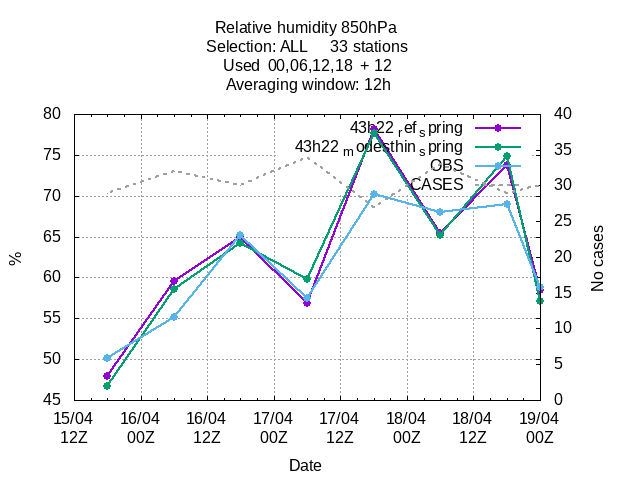 Relative humidity 850hPa
Selection: ALL 33 stations
Used 00,06,12,18 + 12
Averaging window: 12h
80 40
43h22 ref spring
43h22 modesthin spring
OBS
CASES
75 35
70 30
65 25
60 20
55 15
50 10
5
45 0
%
No cases
15/04 16/04 16/04 17/04 17/04 18/04 18/04 19/04
12Z 00Z 12Z 00Z 12Z 00Z 12Z 00Z
Date